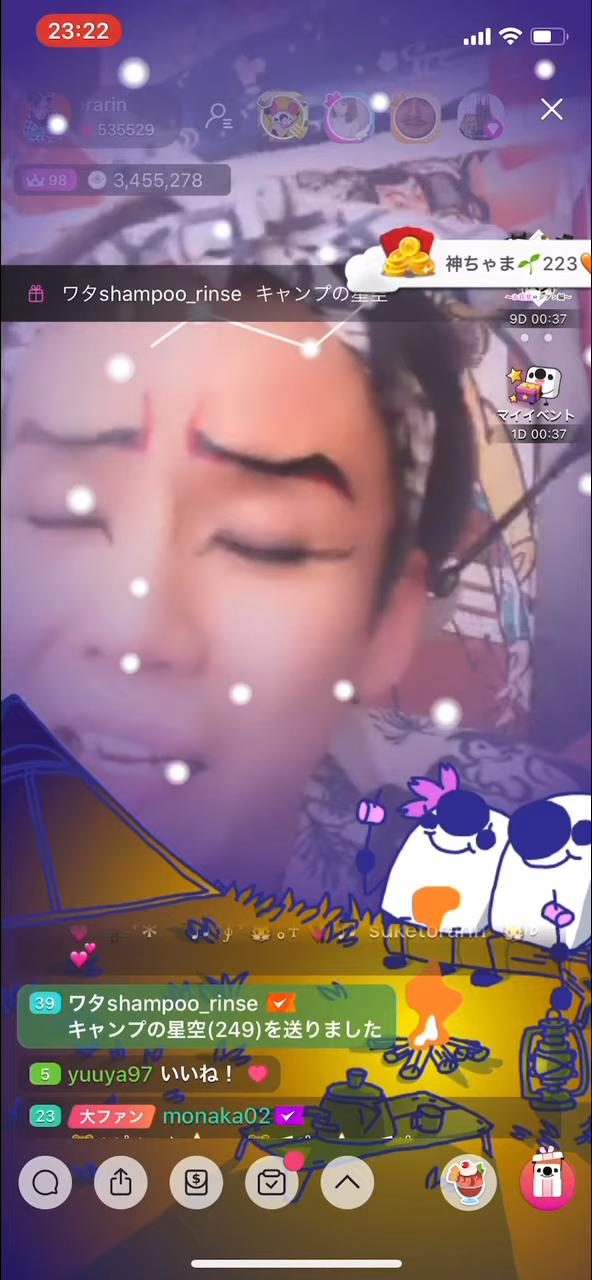 23:22
rarin
535529
98
3,455,278
神ちゃま🌱223
ワタshampoo_rinse キャンプの星空
9D 00:37
マイイベント
1D 00:37
suketorarin
39 ワタshampoo_rinse
キャンプの星空(249)を送りました
5 yuuya97 いいね！
23 大ファン monaka02